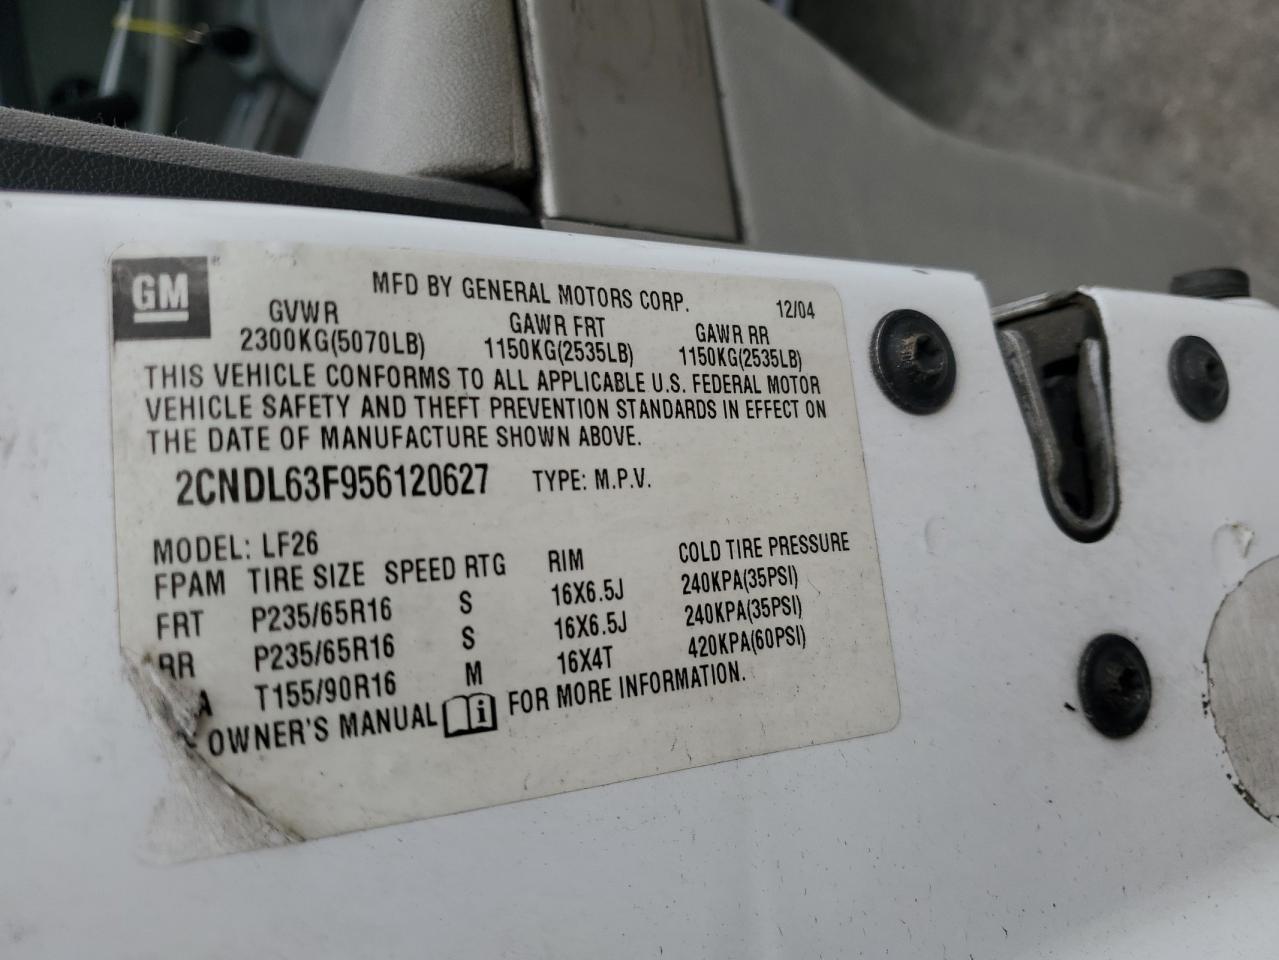 GM
MFD BY GENERAL MOTORS CORP. 12/04
GVWR GAWR FRT GAWR RR
2300KG(5070LB) 1150KG(2535LB) 1150KG(2535LB)
THIS VEHICLE CONFORMS TO ALL APPLICABLE U.S. FEDERAL MOTOR
VEHICLE SAFETY AND THEFT PREVENTION STANDARDS IN EFFECT ON
THE DATE OF MANUFACTURE SHOWN ABOVE.
2CNDL63F956120627 TYPE: M.P.V.
MODEL: LF26
FPAM TIRE SIZE SPEED RTG RIM COLD TIRE PRESSURE
FRT P235/65R16 S 16X6.5J 240KPA(35PSI)
RR P235/65R16 S 16X6.5J 240KPA(35PSI)
T155/90R16 M 16X4T 420KPA(60PSI)
OWNER'S MANUAL FOR MORE INFORMATION.